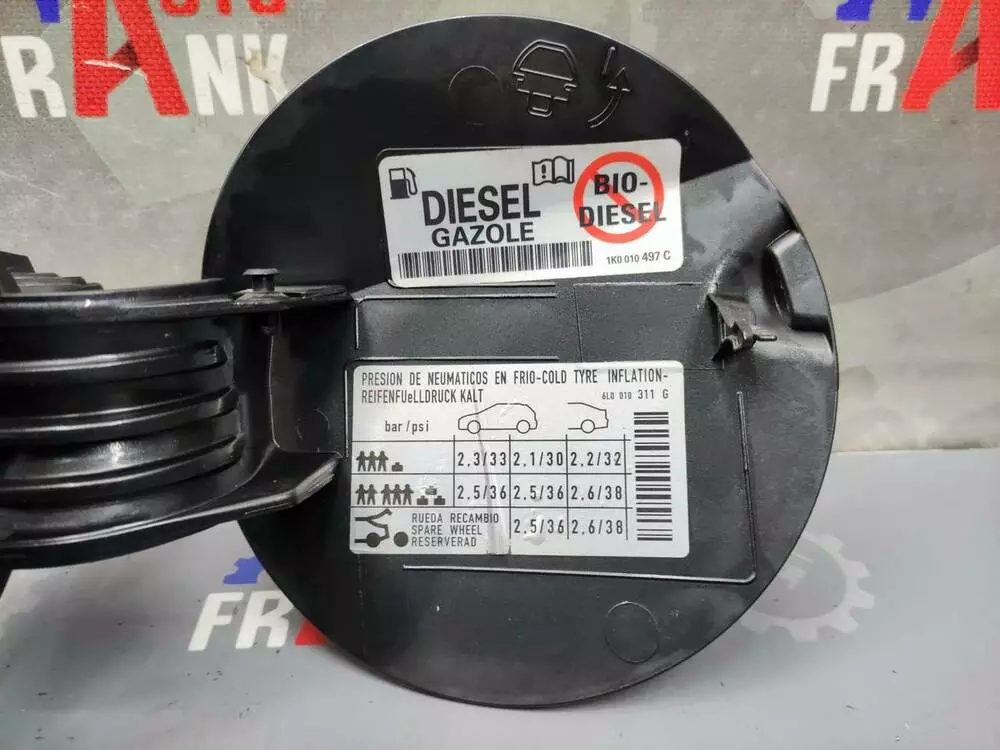 AUTO
FRANK
FRA
DIESEL
GAZOLE
BIO-
DIESEL
1K0 010 497 C
PRESION DE NEUMATICOS EN FRIO-COLD TYRE INFLATION-
REIFENFUeLLDRUCK KALT
6L0 010 311 G
bar/psi
2,3/33 2,1/30 2,2/32
2,5/36 2,5/36 2,6/38
RUEDA RECAMBIO
SPARE WHEEL
RESERVERAD
2,5/36 2,6/38
FRA